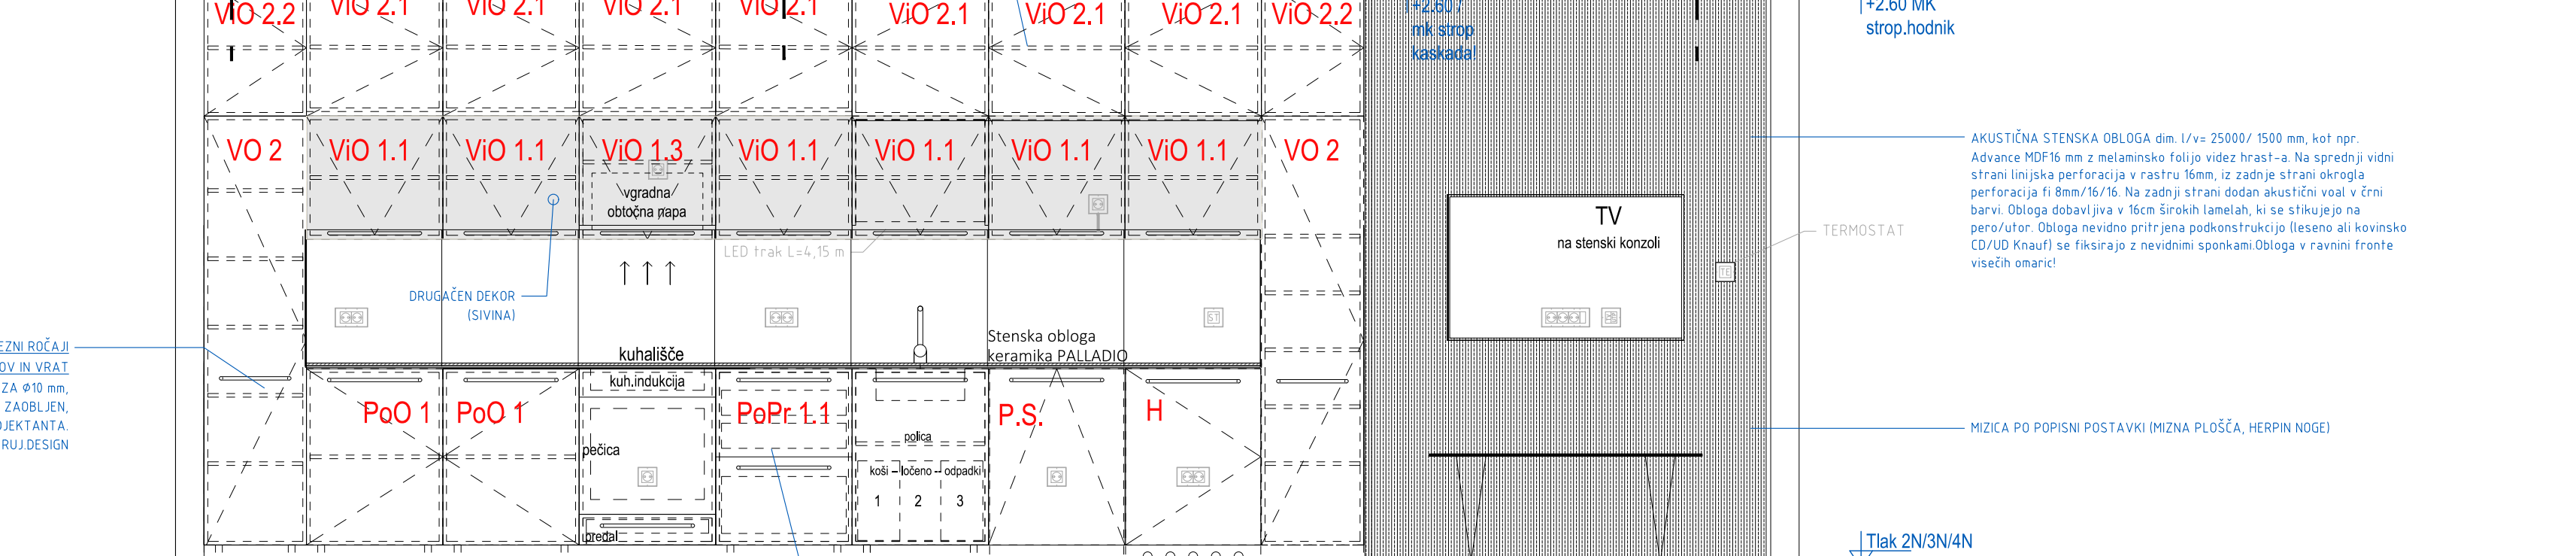 ViO 2.2
ViO 2.1
ViO 2.1
ViO 2.1
ViO 2.1
ViO 2.1
ViO 2.1
ViO 2.1
ViO 2.2
+2.60 /
mk strop
kaskada!
+2.60 MK
strop.hodnik
VO 2
ViO 1.1
ViO 1.1
ViO 1.3
ViO 1.1
ViO 1.1
ViO 1.1
ViO 1.1
VO 2
vgradna
obtočna napa
LED trak L=4,15 m
DRUGAČEN DEKOR
(SIVINA)
TV
na stenski konzoli
TERMOSTAT
TE
AKUSTIČNA STENSKA OBLOGA dim. l/v= 25000/ 1500 mm, kot npr.
Advance MDF16 mm z melaminsko folijo videz hrast-a. Na sprednji vidni
strani linijska perforacija v rastru 16mm, iz zadnje strani okrogla
perforacija fi 8mm/16/16. Na zadnji strani dodan akustični voal v črni
barvi. Obloga dobavljiva v 16cm širokih lamelah, ki se stikujejo na
pero/utor. Obloga nevidno pritrjena podkonstrukcijo (leseno ali kovinsko
CD/UD Knauf) se fiksirajo z nevidnimi sponkami.Obloga v ravnini fronte
visečih omaric!
ST
Stenska obloga
keramika PALLADIO
kuhališče
kuh.indukcija
EZNI ROČAJI
OV IN VRAT
ZA Ø10 mm,
ZAOBLJEN,
OJEKTANTA.
RUJ.DESIGN
PoO 1
PoO 1
PoPr 1.1
P.S.
H
pečica
polica
koši – ločeno – odpadki
1
2
3
predal
MIZICA PO POPISNI POSTAVKI (MIZNA PLOŠČA, HERPIN NOGE)
Tlak 2N/3N/4N